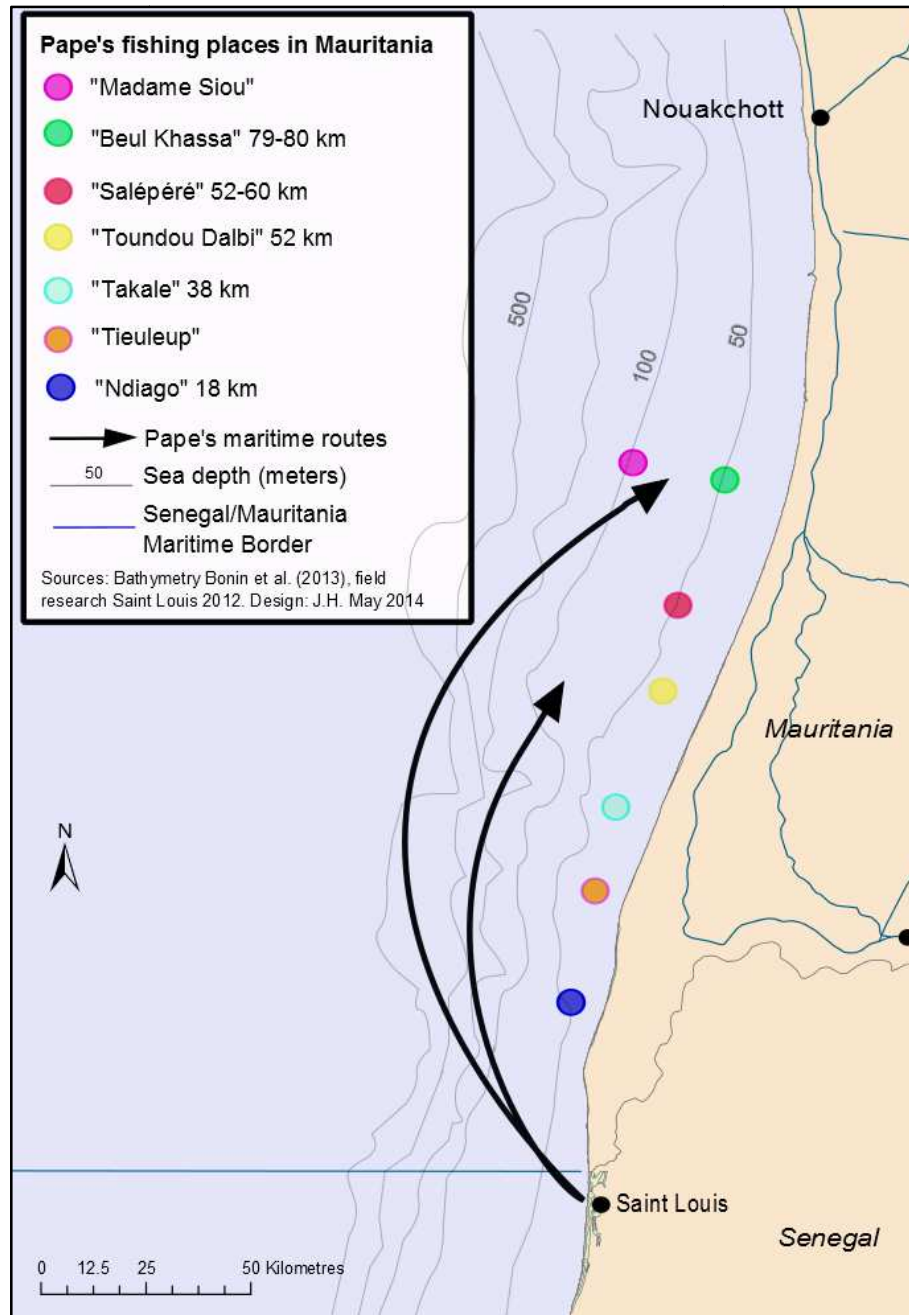 Pape's fishing places in Mauritania
"Madame Siou"
"Beul Khassa" 79-80 km
"Salépéré" 52-60 km
"Toundou Dalbi" 52 km
"Takale" 38 km
"Tieuleup"
"Ndiago" 18 km
Pape's maritime routes
50
Sea depth (meters)
Senegal/Mauritania
Maritime Border
Sources: Bathymetry Bonin et al. (2013), field
research Saint Louis 2012. Design: J.H. May 2014
Nouakchott
500
100
50
Mauritania
N
Saint Louis
Senegal
0 12.5 25 50 Kilometres